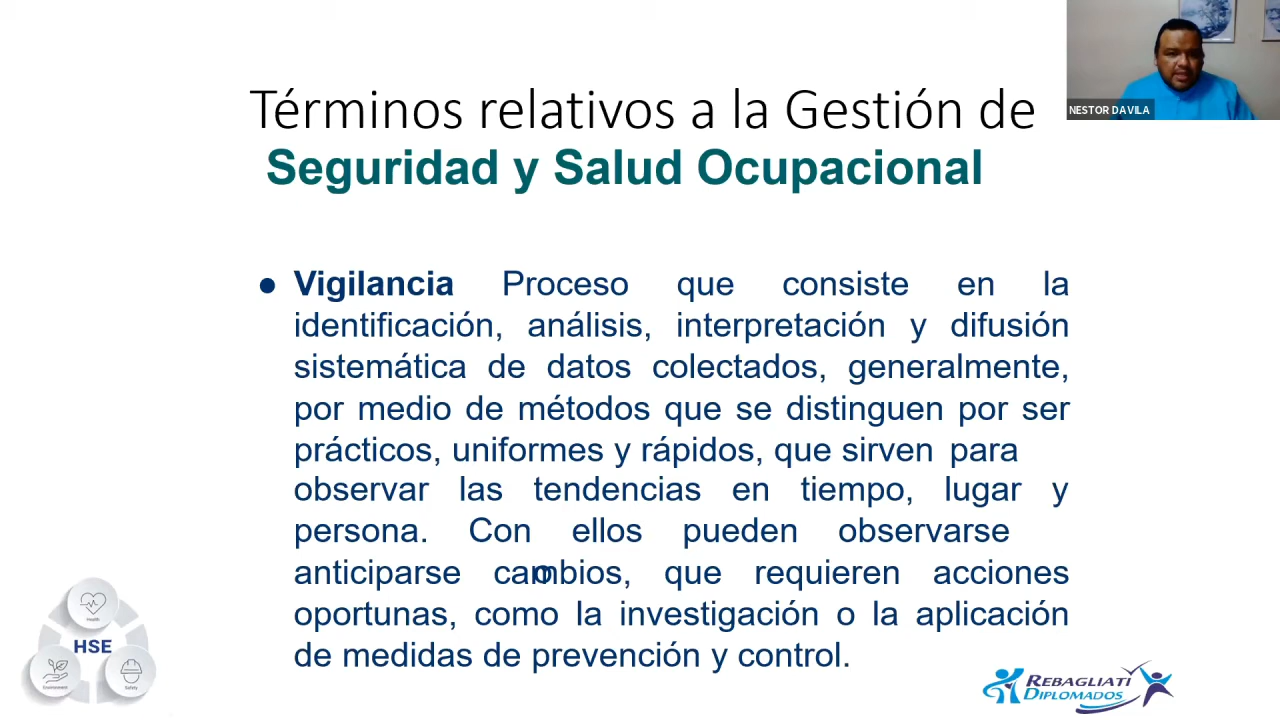 NESTOR DAVILA
Términos relativos a la Gestión de
Seguridad y Salud Ocupacional
● Vigilancia Proceso que consiste en la
identificación, análisis, interpretación y difusión
sistemática de datos colectados, generalmente,
por medio de métodos que se distinguen por ser
prácticos, uniformes y rápidos, que sirven para
observar las tendencias en tiempo, lugar y
persona. Con ellos pueden observarse
o
anticiparse cambios, que requieren acciones
oportunas, como la investigación o la aplicación
de medidas de prevención y control.
Health
HSE
Environment
Safety
REBAGLIATI
DIPLOMADOS